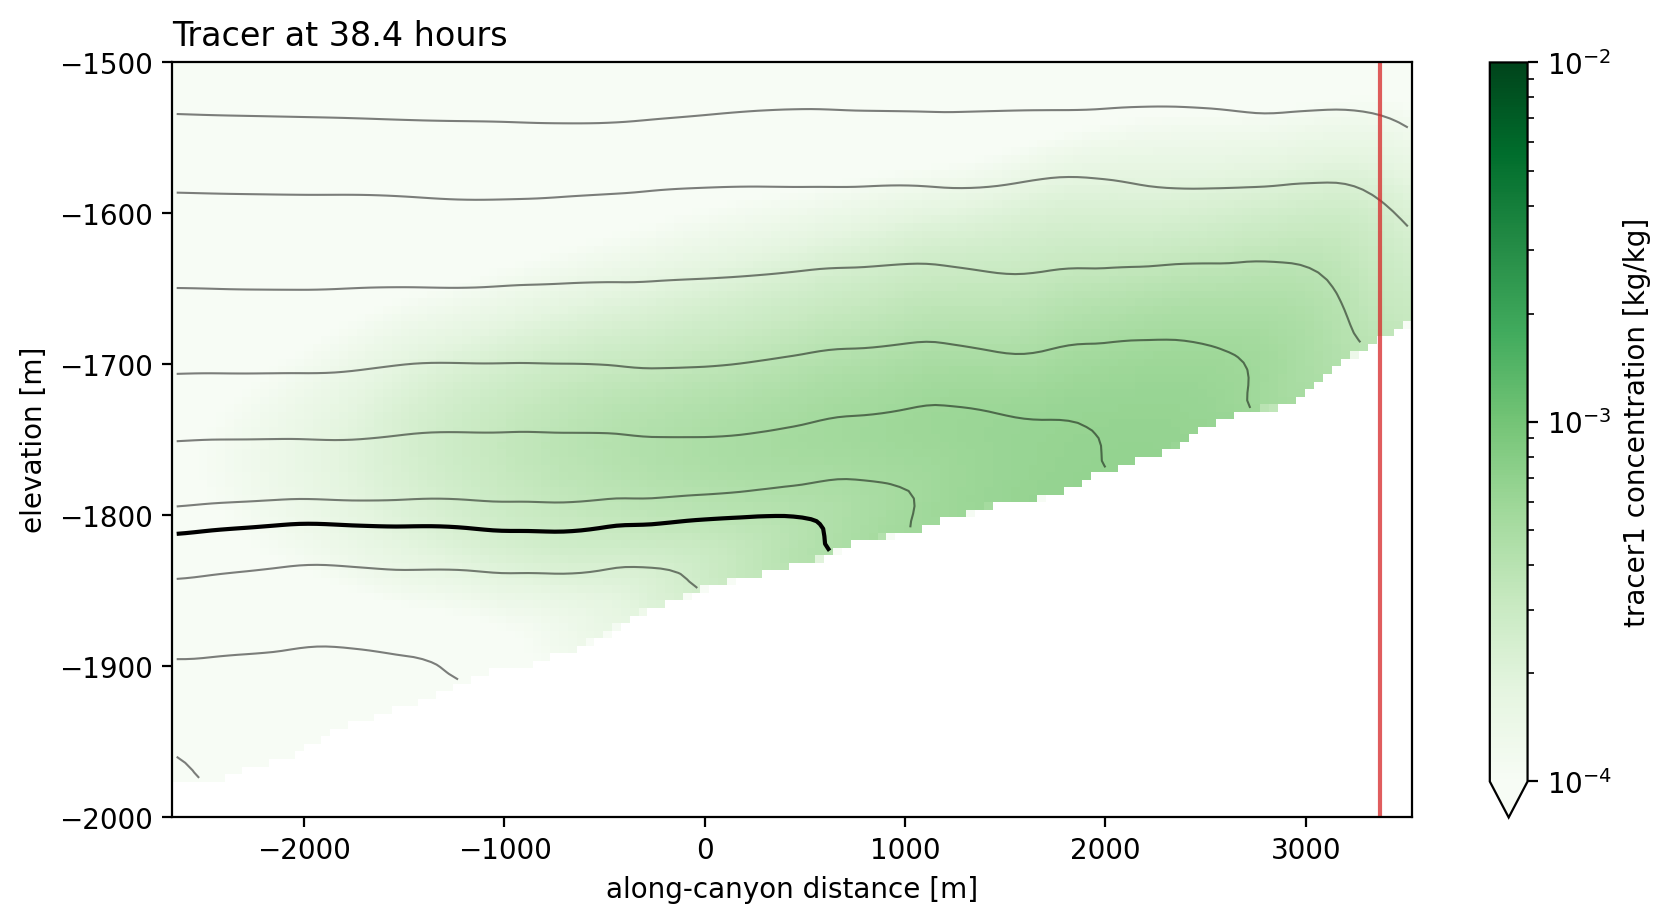 Tracer at 38.4 hours
−1500
−1600
−1700
−1800
−1900
−2000
elevation [m]
−2000 −1000 0 1000 2000 3000
along-canyon distance [m]
10⁻²
10⁻³
10⁻⁴
tracer1 concentration [kg/kg]